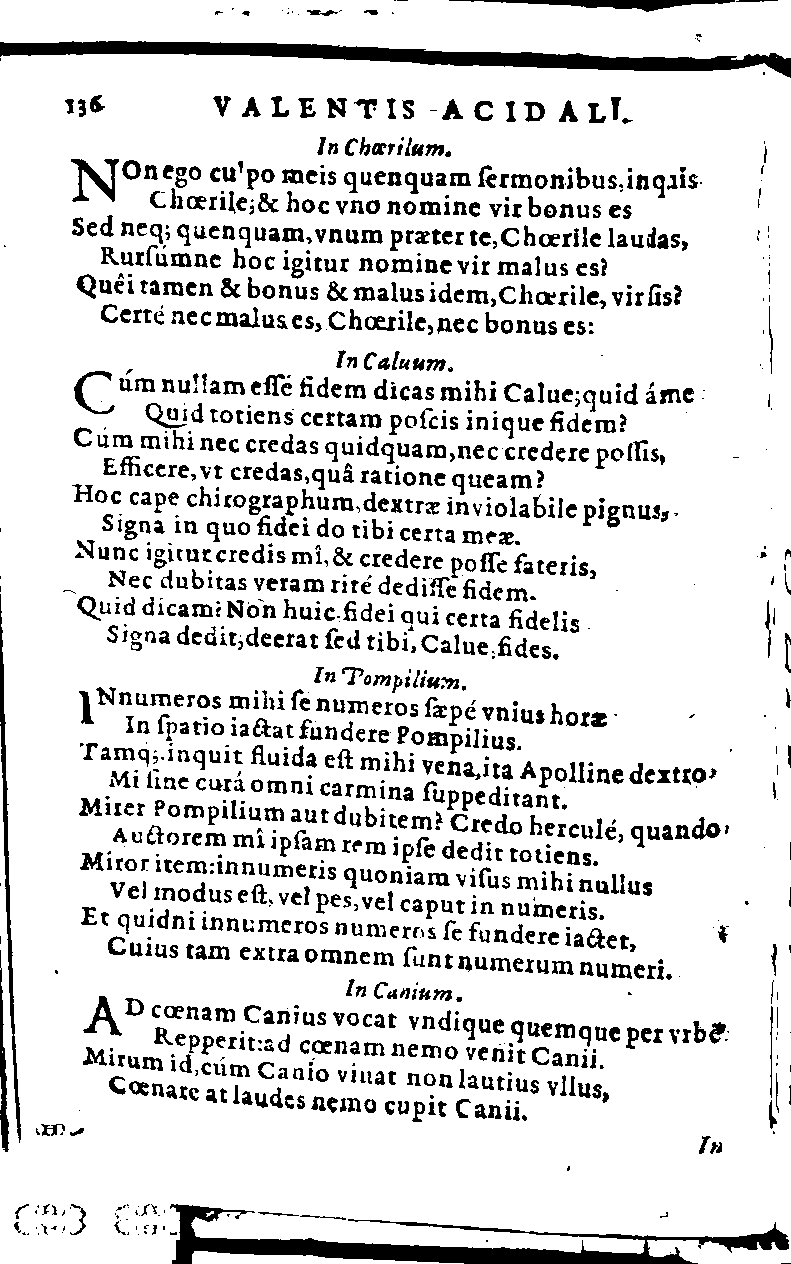 136 VALENTIS ACIDALI.
In Chœrilum.
NOn ego cu'po meis quenquam ſermonibus, inquis
Chœrile; & hoc vno nomine vir bonus es
Sed neq; quenquam, vnum præter te, Chœrile laudas,
Rurſúmne hoc igitur nomine vir malus es?
Quêi tamen & bonus & malus idem, Chœrile, vir ſis?
Certé nec malus es, Chœrile, nec bonus es:
In Caluum.
Cúm nullam eſſé fidem dicas mihi Calue; quid áme
Quid totiens certam poſcis inique fidem?
Cúm mihi nec credas quidquam, nec credere poſſis,
Efficere, vt credas, quâ ratione queam?
Hoc cape chirographum, dextræ inviolabile pignus,
Signa in quo fidei do tibi certa meæ.
Nunc igitur credis mî, & credere poſſe fateris,
Nec dubitas veram rité dediſſe fidem.
Quid dicam? Non huic fidei qui certa fidelis
Signa dedit; deerat ſed tibi, Calue, fides.
In Pompilium.
INnumeros mihi ſe numeros ſæpé vnius horæ
In ſpatio iactat fundere Pompilius.
Tamq; inquit fluida eſt mihi vena, ita Apolline dextro,
Mi ſine curá omni carmina ſuppeditant.
Mirer Pompilium aut dubitem? Credo herculé, quando,
Auctorem mî ipſam rem ipſe dedit totiens.
Miror item: innumeris quoniam viſus mihi nullus
Vel modus eſt, vel pes, vel caput in numeris.
Et quidni innumeros numeros ſe fundere iactet,
Cuius tam extra omnem ſunt numerum numeri.
In Canium.
AD cœnam Canius vocat vndique quemque per vrbē
Repperit: ad cœnam nemo venit Canii.
Mirum id, cúm Canio viuat non lautius vllus,
Cœnare at laudes nemo cupit Canii.
In